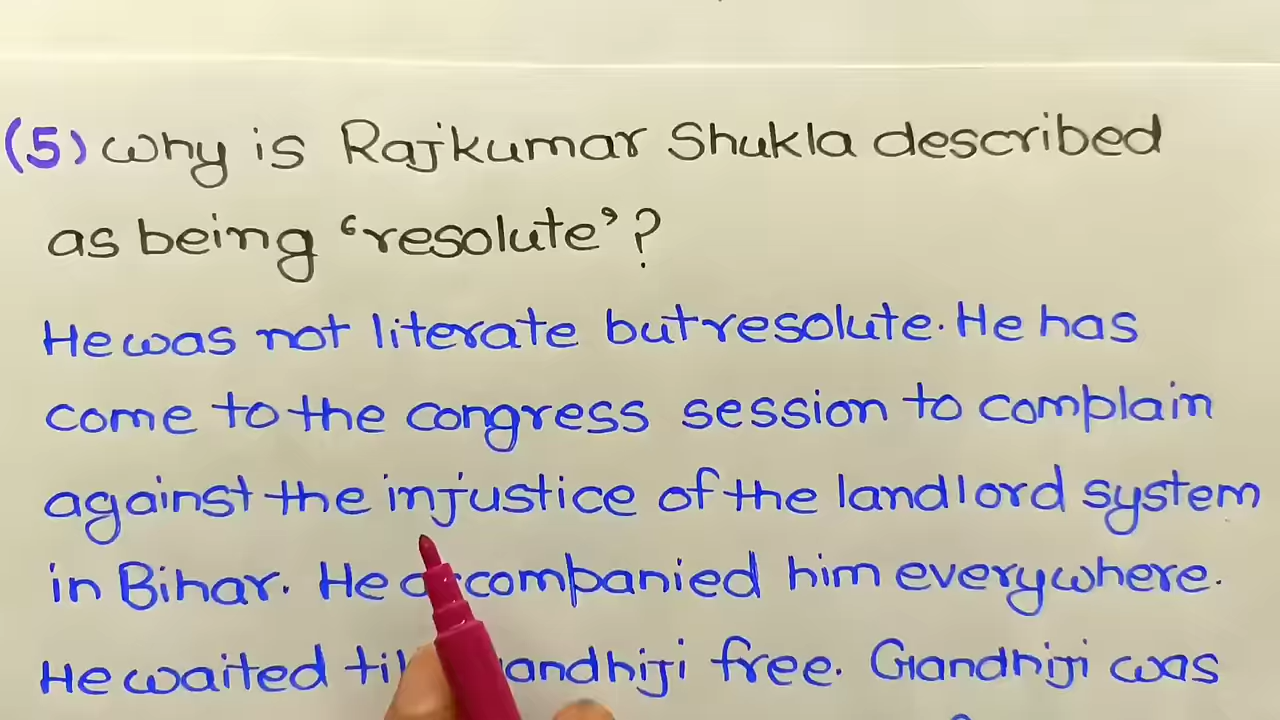 (5) Why is Rajkumar Shukla described
as being ‘resolute’?
He was not literate but resolute. He has
come to the congress session to complain
against the injustice of the landlord system
in Bihar. He accompanied him everywhere.
He waited free. Gandhiji was